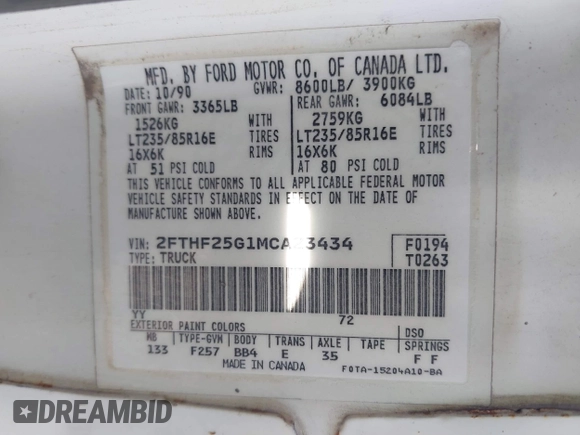 MFD. BY FORD MOTOR CO. OF CANADA LTD.
DATE: 10/90 GVWR: 8600LB/ 3900KG
FRONT GAWR: 3365LB REAR GAWR: 6084LB
1526KG WITH 2759KG WITH
LT235/85R16E TIRES LT235/85R16E TIRES
16X6K RIMS 16X6K RIMS
AT 51 PSI COLD AT 80 PSI COLD
THIS VEHICLE CONFORMS TO ALL APPLICABLE FEDERAL MOTOR
VEHICLE SAFETY STANDARDS IN EFFECT ON THE DATE OF
MANUFACTURE SHOWN ABOVE.
VIN: 2FTHF25G1MCA23434 F0194
TYPE: TRUCK T0263
YY 72
EXTERIOR PAINT COLORS DSO
WB TYPE-GVM BODY TRANS AXLE TAPE SPRINGS
133 F257 BB4 E 35 F F
MADE IN CANADA F0TA-15204A10-BA
DREAMBID